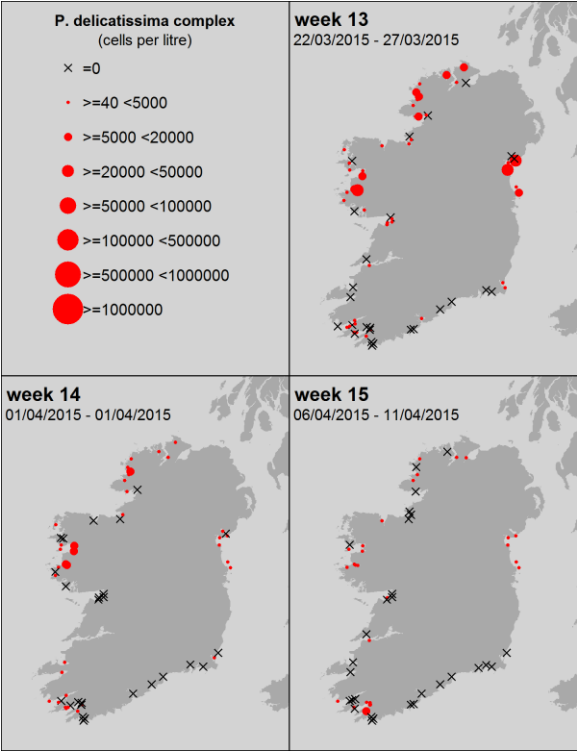 P. delicatissima complex
(cells per litre)
=0
>=40 <5000
>=5000 <20000
>=20000 <50000
>=50000 <100000
>=100000 <500000
>=500000 <1000000
>=1000000
week 13
22/03/2015 - 27/03/2015
week 14
01/04/2015 - 01/04/2015
week 15
06/04/2015 - 11/04/2015